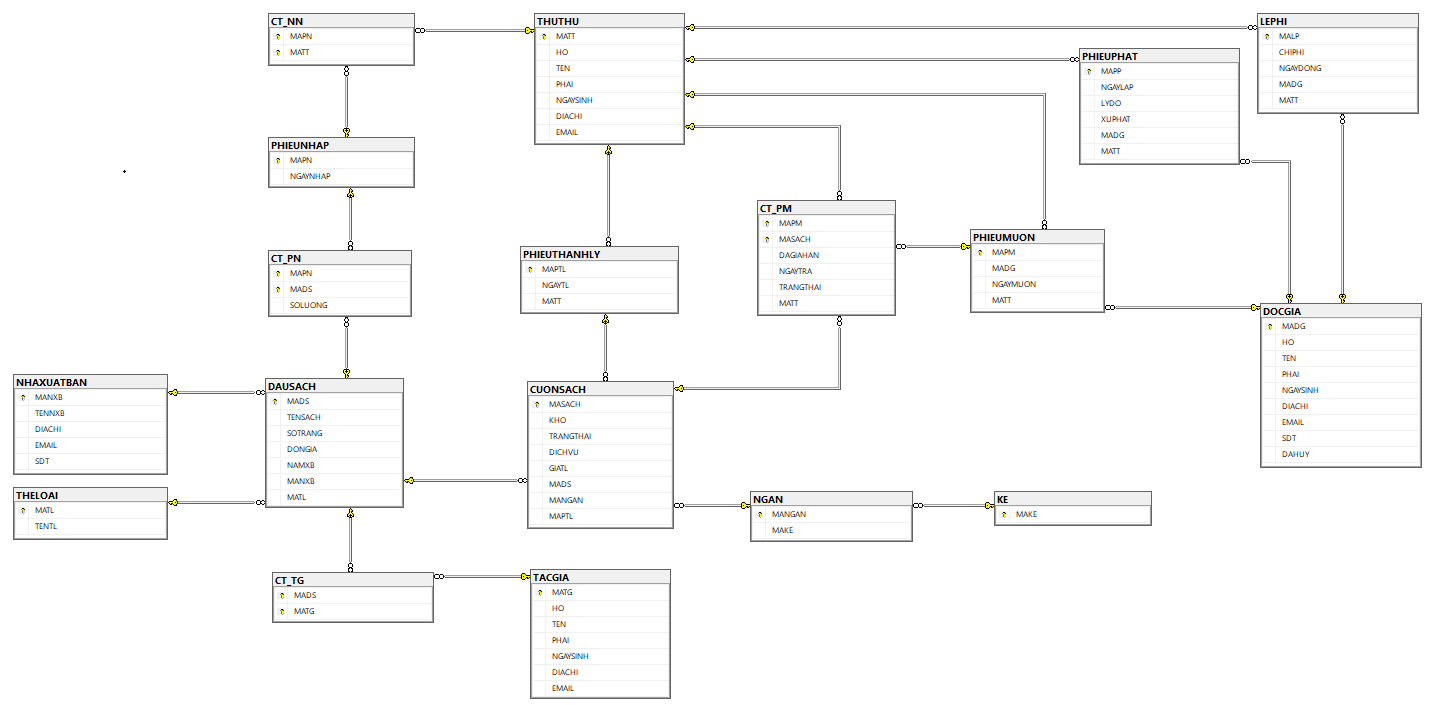 CT_NN
MAPN
MATT
THUTHU
MATT
HO
TEN
PHAI
NGAYSINH
DIACHI
EMAIL
LEPHI
MALP
CHIPHI
NGAYDONG
MADG
MATT
PHIEUPHAT
MAPP
NGAYLAP
LYDO
XUPHAT
MADG
MATT
PHIEUNHAP
MAPN
NGAYNHAP
CT_PM
MAPM
MASACH
DAGIAHAN
NGAYTRA
TRANGTHAI
MATT
PHIEUMUON
MAPM
MADG
NGAYMUON
MATT
CT_PN
MAPN
MADS
SOLUONG
PHIEUTHANHLY
MAPTL
NGAYTL
MATT
DOCGIA
MADG
HO
TEN
PHAI
NGAYSINH
DIACHI
EMAIL
SDT
DAHUY
NHAXUATBAN
MANXB
TENNXB
DIACHI
EMAIL
SDT
DAUSACH
MADS
TENSACH
SOTRANG
DONGIA
NAMXB
MANXB
MATL
CUONSACH
MASACH
KHO
TRANGTHAI
DICHVU
GIATL
MADS
MANGAN
MAPTL
THELOAI
MATL
TENTL
NGAN
MANGAN
MAKE
KE
MAKE
CT_TG
MADS
MATG
TACGIA
MATG
HO
TEN
PHAI
NGAYSINH
DIACHI
EMAIL